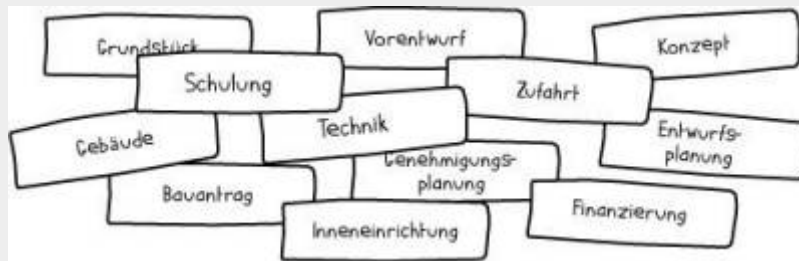 Grundstück
Vorentwurf
Konzept
Schulung
Zufahrt
Gebäude
Technik
Entwurfs-
planung
Genehmigungs-
planung
Bauantrag
Finanzierung
Inneneinrichtung